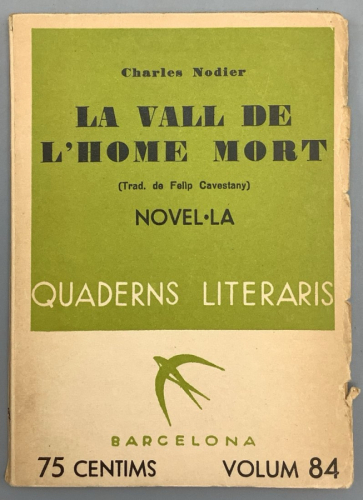 Charles Nodier
LA VALL DE
L'HOME MORT
(Trad. de Felip Cavestany)
NOVEL·LA
QUADERNS LITERARIS
BARCELONA
75 CENTIMS VOLUM 84